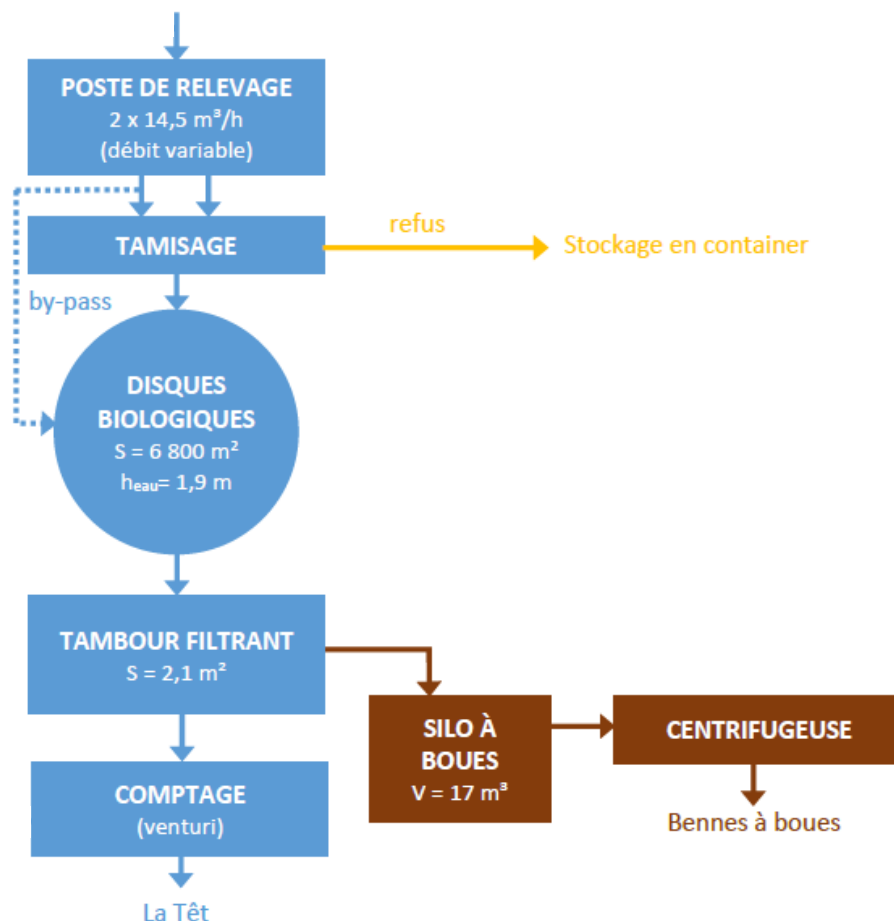 POSTE DE RELEVAGE
2 x 14,5 m³/h
(débit variable)
refus
TAMISAGE
Stockage en container
by-pass
DISQUES
BIOLOGIQUES
S = 6 800 m²
heau= 1,9 m
TAMBOUR FILTRANT
S = 2,1 m²
SILO À
BOUES
V = 17 m³
CENTRIFUGEUSE
COMPTAGE
(venturi)
Bennes à boues
La Têt